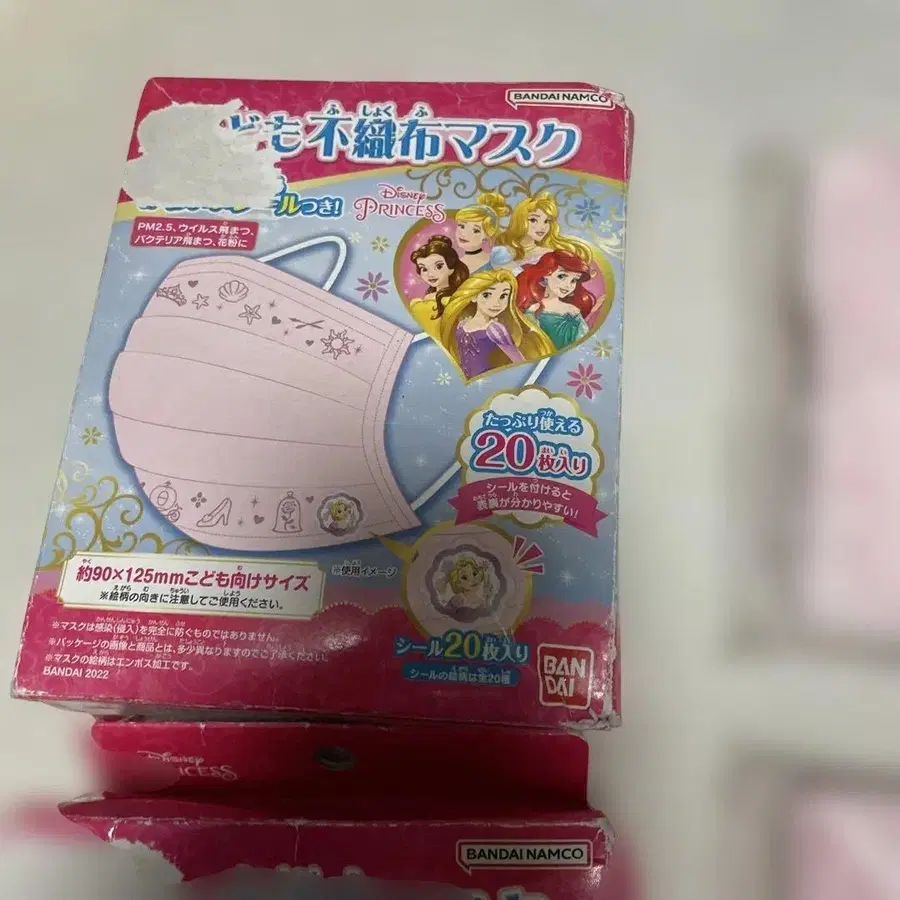 BANDAI NAMCO
ども不織布マスク
ふしょくふ
ルつき!
Disney
PRINCESS
PM2.5、ウイルス飛まつ、
バクテリア飛まつ、花粉に
たっぷり使える
20枚入り
シールを付けると
表裏が分かりやすい!
約90×125mmこども向けサイズ
※絵柄の向きに注意してご使用ください。
※使用イメージ
※マスクは感染(侵入)を完全に防ぐものではありません。
※パッケージの画像と商品とは、多少異なりますのでご了承ください。
※マスクの絵柄はエンボス加工です。
BANDAI 2022
シール20枚入り
シールの絵柄は全20種
BAN
DAI
Disney
PRINCESS
BANDAI NAMCO